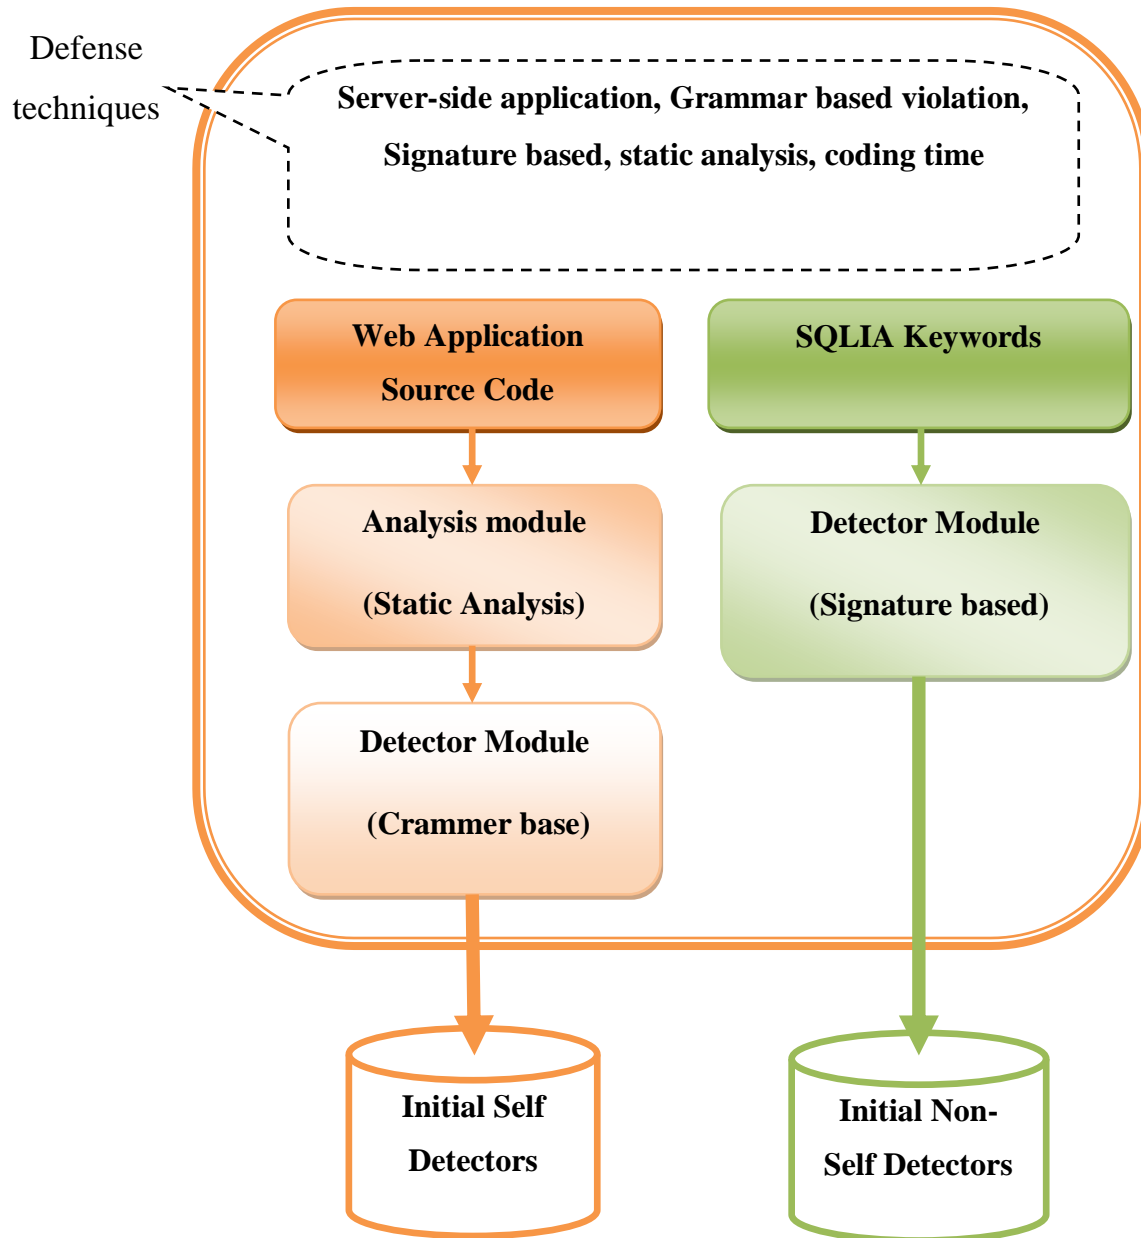 Defense
techniques
Server-side application, Grammar based violation,
Signature based, static analysis, coding time
Web Application
Source Code
SQLIA Keywords
Analysis module
(Static Analysis)
Detector Module
(Signature based)
Detector Module
(Crammer base)
Initial Self
Detectors
Initial Non-
Self Detectors